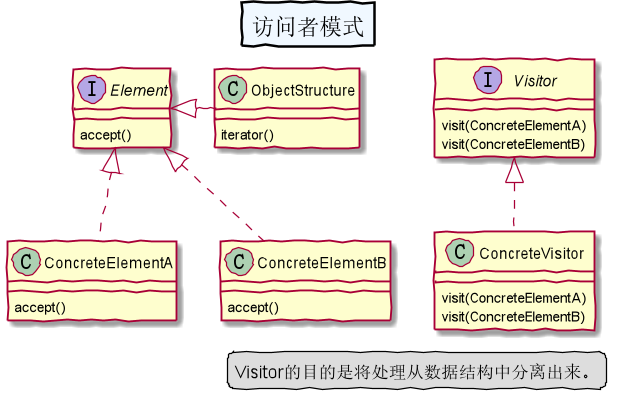 访问者模式
I Element
accept()
C ObjectStructure
iterator()
I Visitor
visit(ConcreteElementA)
visit(ConcreteElementB)
C ConcreteElementA
accept()
C ConcreteElementB
accept()
C ConcreteVisitor
visit(ConcreteElementA)
visit(ConcreteElementB)
Visitor的目的是将处理从数据结构中分离出来。